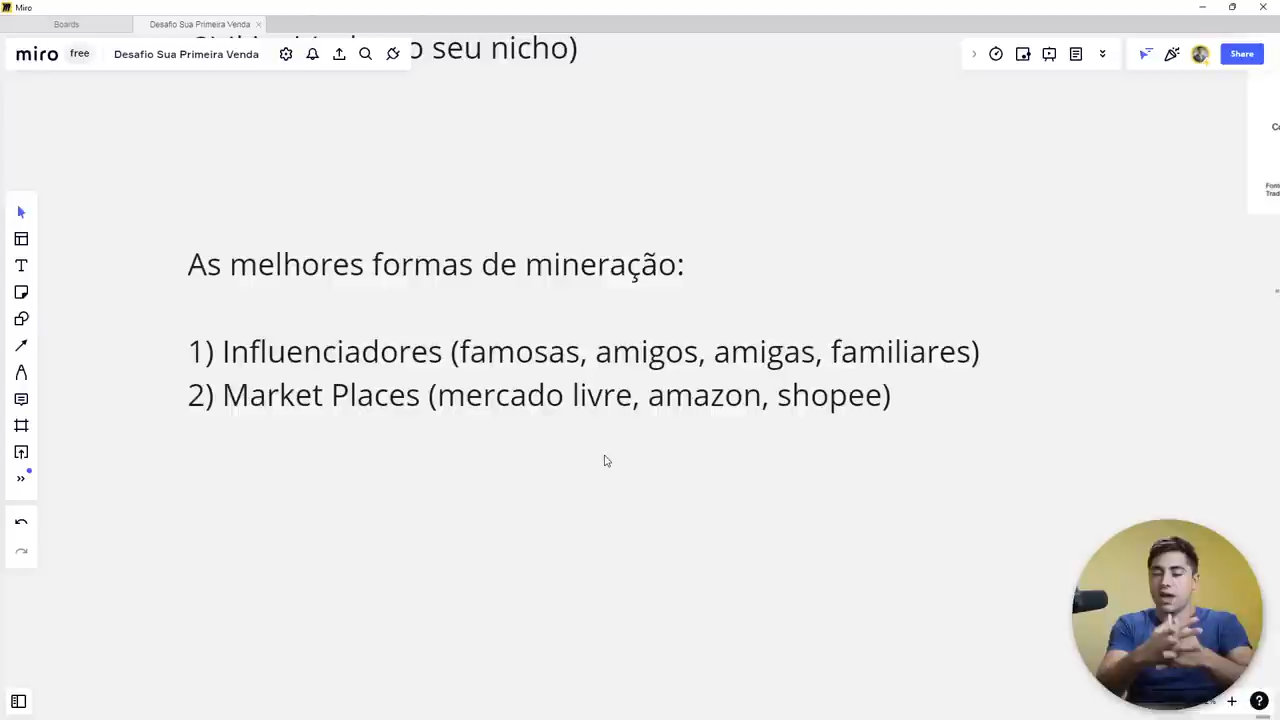 Miro
Boards
Desafio Sua Primeira Venda
miro free Desafio Sua Primeira Venda
o seu nicho)
Share
As melhores formas de mineração:
1) Influenciadores (famosas, amigos, amigas, familiares)
2) Market Places (mercado livre, amazon, shopee)